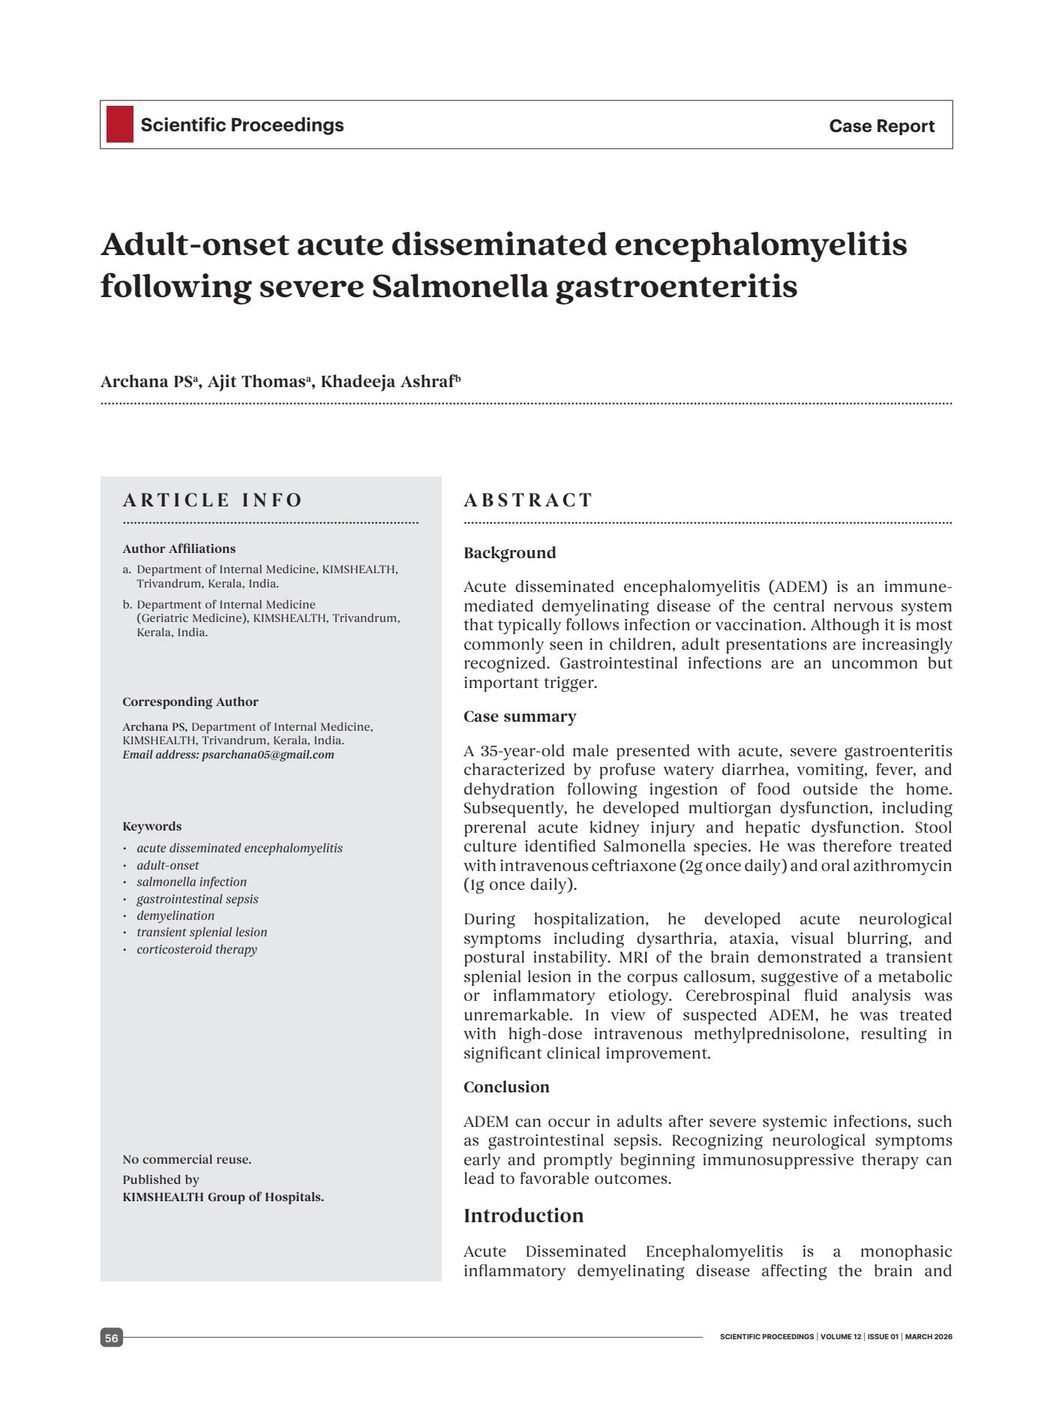 Scientific Proceedings
Case Report
Adult-onset acute disseminated encephalomyelitis
following severe Salmonella gastroenteritis
Archana PSᵃ, Ajit Thomasᵃ, Khadeeja Ashrafᵇ
ARTICLE INFO
Author Affiliations
a. Department of Internal Medicine, KIMSHEALTH,
Trivandrum, Kerala, India.
b. Department of Internal Medicine
(Geriatric Medicine), KIMSHEALTH, Trivandrum,
Kerala, India.
Corresponding Author
Archana PS, Department of Internal Medicine,
KIMSHEALTH, Trivandrum, Kerala, India.
Email address: psarchana05@gmail.com
Keywords
• acute disseminated encephalomyelitis
• adult-onset
• salmonella infection
• gastrointestinal sepsis
• demyelination
• transient splenial lesion
• corticosteroid therapy
No commercial reuse.
Published by
KIMSHEALTH Group of Hospitals.
ABSTRACT
Background
Acute disseminated encephalomyelitis (ADEM) is an immune-
mediated demyelinating disease of the central nervous system
that typically follows infection or vaccination. Although it is most
commonly seen in children, adult presentations are increasingly
recognized. Gastrointestinal infections are an uncommon but
important trigger.
Case summary
A 35-year-old male presented with acute, severe gastroenteritis
characterized by profuse watery diarrhea, vomiting, fever, and
dehydration following ingestion of food outside the home.
Subsequently, he developed multiorgan dysfunction, including
prerenal acute kidney injury and hepatic dysfunction. Stool
culture identified Salmonella species. He was therefore treated
with intravenous ceftriaxone (2g once daily) and oral azithromycin
(1g once daily).
During hospitalization, he developed acute neurological
symptoms including dysarthria, ataxia, visual blurring, and
postural instability. MRI of the brain demonstrated a transient
splenial lesion in the corpus callosum, suggestive of a metabolic
or inflammatory etiology. Cerebrospinal fluid analysis was
unremarkable. In view of suspected ADEM, he was treated
with high-dose intravenous methylprednisolone, resulting in
significant clinical improvement.
Conclusion
ADEM can occur in adults after severe systemic infections, such
as gastrointestinal sepsis. Recognizing neurological symptoms
early and promptly beginning immunosuppressive therapy can
lead to favorable outcomes.
Introduction
Acute Disseminated Encephalomyelitis is a monophasic
inflammatory demyelinating disease affecting the brain and
56
SCIENTIFIC PROCEEDINGS | VOLUME 12 | ISSUE 01 | MARCH 2026